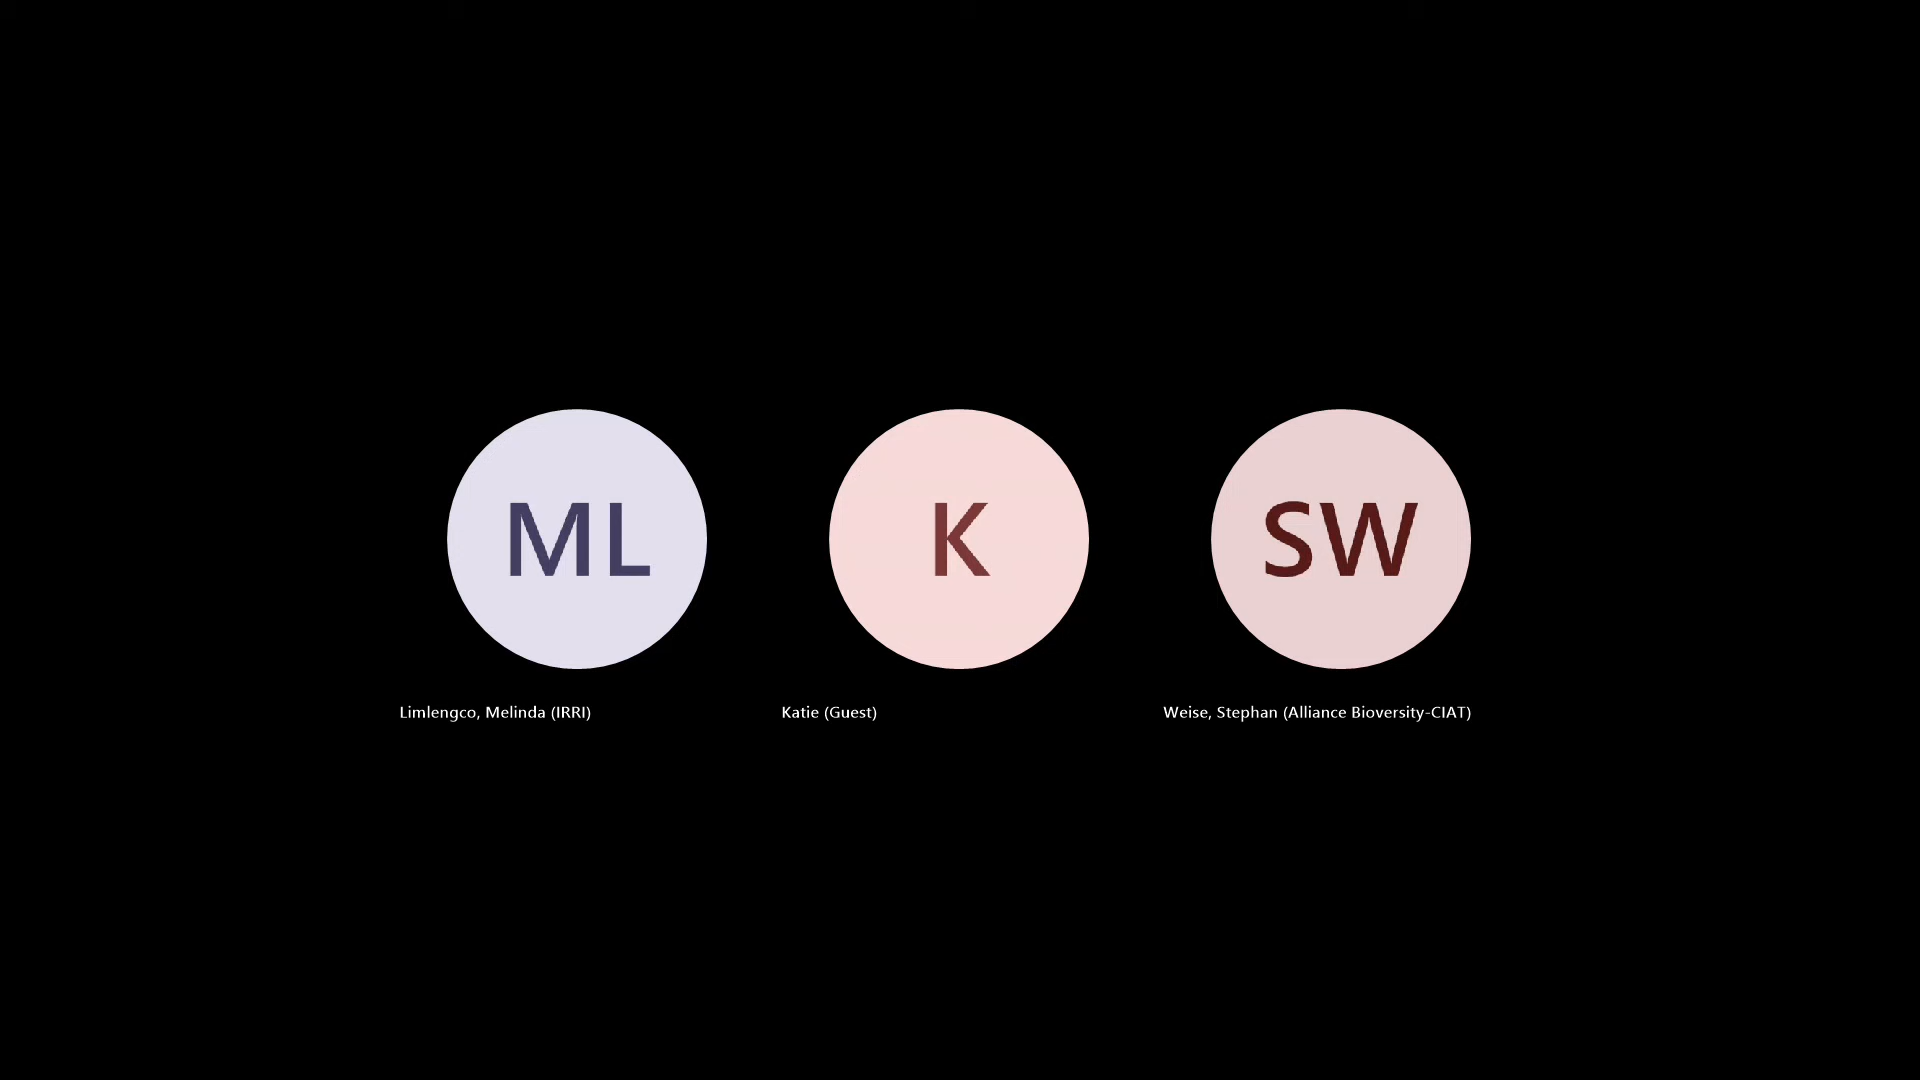 ML
K
SW
Limlengco, Melinda (IRRI)
Katie (Guest)
Weise, Stephan (Alliance Bioversity-CIAT)